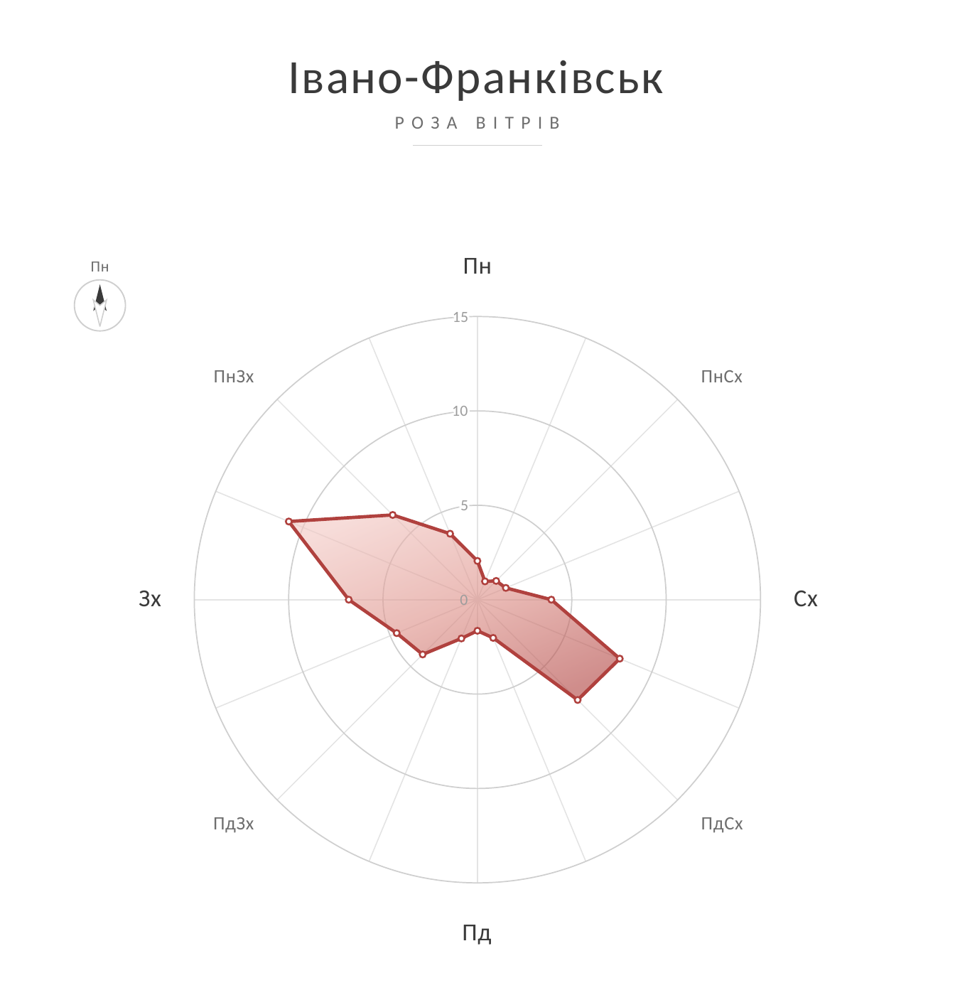 Івано-Франківськ
РОЗА ВІТРІВ
Пн
Пн
15
ПнЗх
ПнСх
10
5
Зх
0
Сх
ПдЗх
ПдСх
Пд